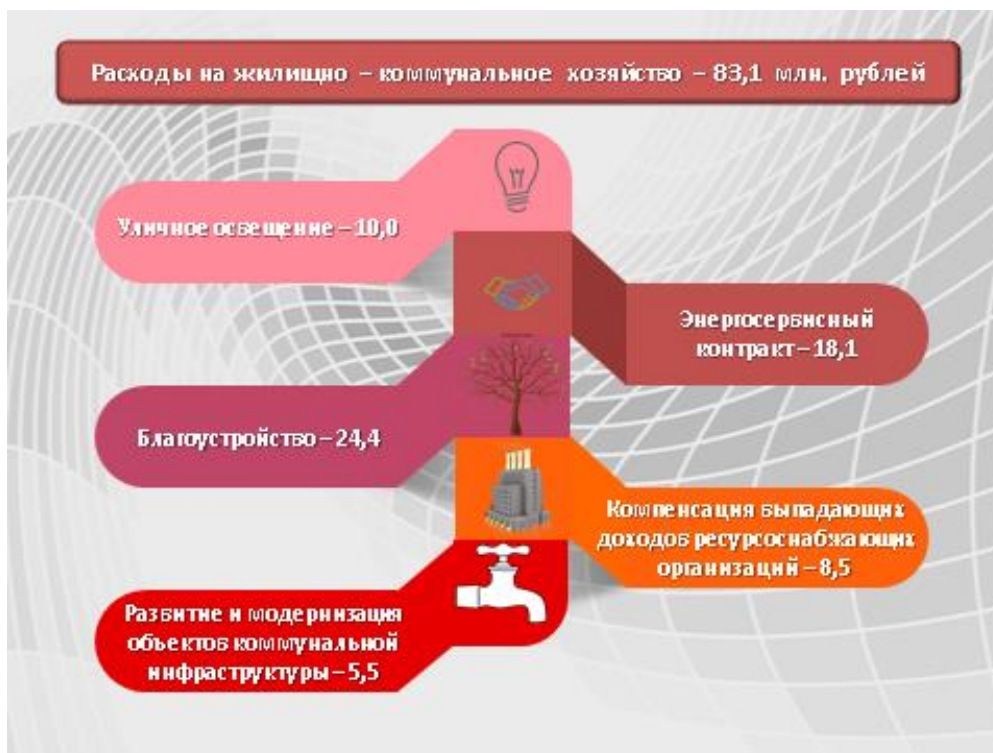 Расходы на жилищно – коммунальное хозяйство – 83,1 млн. рублей
Уличное освещение – 10,0
Энергосервисный
контракт – 18,1
Благоустройство – 24,4
Компенсация выпадающих
доходов ресурсоснабжающих
организаций – 8,5
Развитие и модернизация
объектов коммунальной
инфраструктуры – 5,5